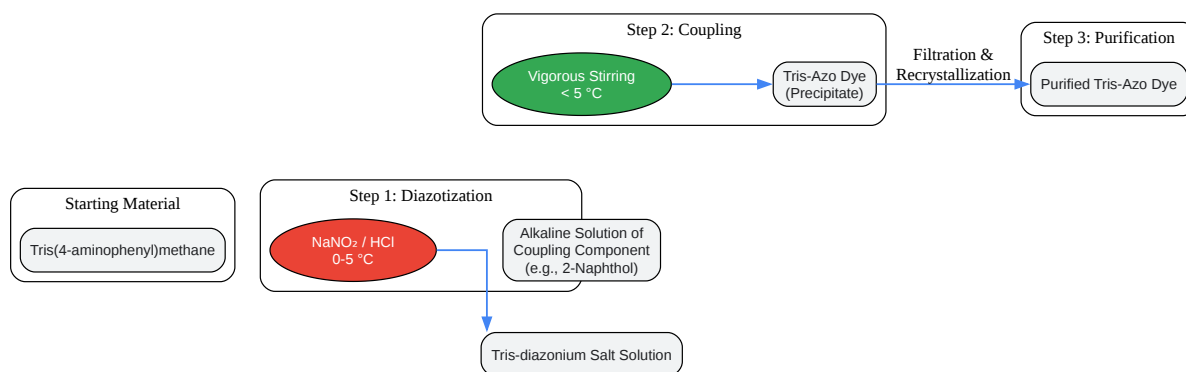 Step 2: Coupling
Vigorous Stirring
< 5 °C
Tris-Azo Dye
(Precipitate)
Filtration &
Recrystallization
Step 3: Purification
Purified Tris-Azo Dye
Starting Material
Tris(4-aminophenyl)methane
Step 1: Diazotization
NaNO₂ / HCl
0-5 °C
Alkaline Solution of
Coupling Component
(e.g., 2-Naphthol)
Tris-diazonium Salt Solution